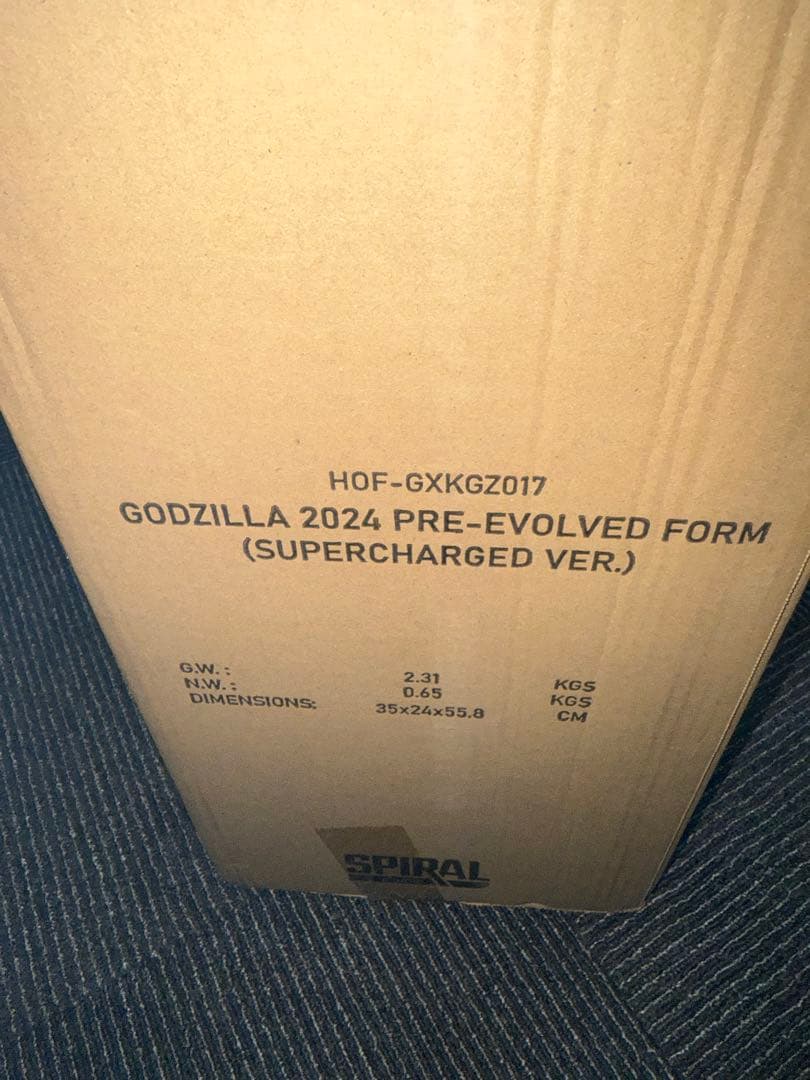 HOF-GXKGZ017
GODZILLA 2024 PRE-EVOLVED FORM
(SUPERCHARGED VER.)
G.W. : 2.31 KGS
N.W. : 0.65 KGS
DIMENSIONS: 35x24x55.8 CM
SPIRAL